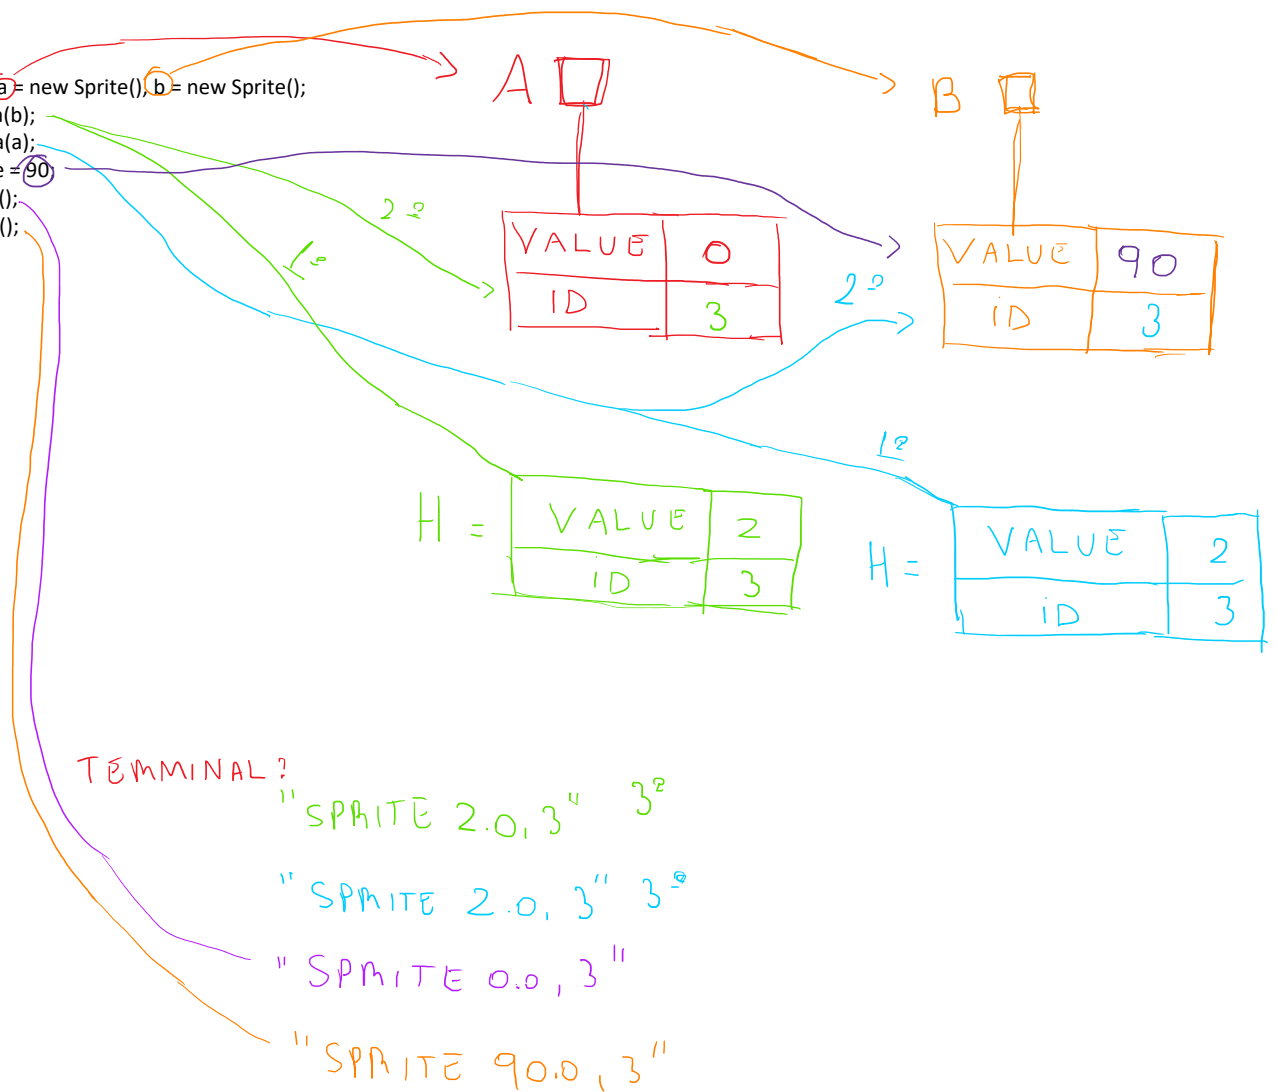 a = new Sprite(), b = new Sprite();
(b);
a(a);
e = 90;
();
();
A
B
2º
1º
VALUE 0
ID 3
VALUE 90
ID 3
2º
1º
H =
VALUE 2
ID 3
H =
VALUE 2
ID 3
TERMINAL?
"SPRITE 2.0, 3" 3º
"SPRITE 2.0, 3" 3º
"SPRITE 0.0, 3"
"SPRITE 90.0, 3"